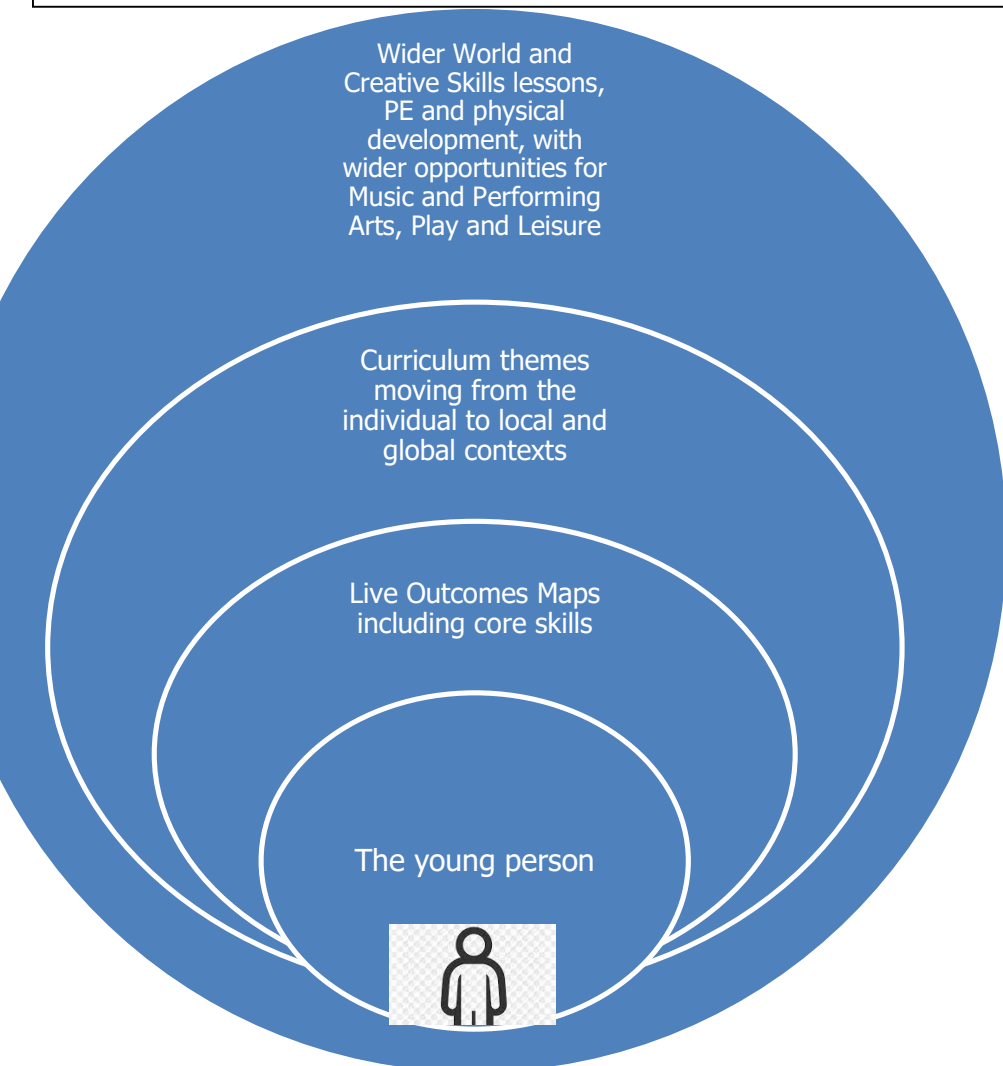 Wider World and
Creative Skills lessons,
PE and physical
development, with
wider opportunities for
Music and Performing
Arts, Play and Leisure
Curriculum themes
moving from the
individual to local and
global contexts
Live Outcomes Maps
including core skills
The young person